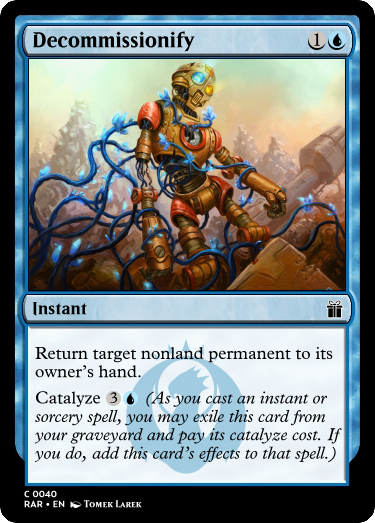 Decommissionify 1
Instant
Return target nonland permanent to its
owner's hand.
Catalyze 3 (As you cast an instant or
sorcery spell, you may exile this card
from your graveyard and pay its catalyze cost. If
you do, add this card's effects to that spell.)
C 0040
RAR • EN Tomek Larek